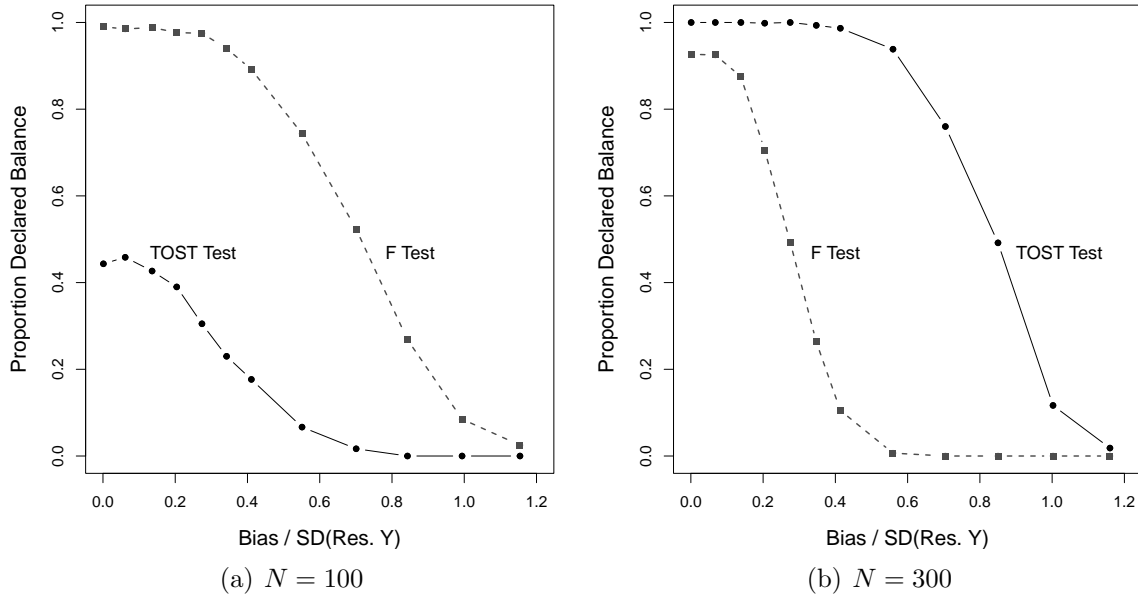 Proportion Declared Balance
1.0
0.8
0.6
0.4
0.2
0.0
TOST Test
F Test
0.0 0.2 0.4 0.6 0.8 1.0 1.2
Bias / SD(Res. Y)
(a) N = 100
Proportion Declared Balance
1.0
0.8
0.6
0.4
0.2
0.0
F Test
TOST Test
0.0 0.2 0.4 0.6 0.8 1.0 1.2
Bias / SD(Res. Y)
(b) N = 300